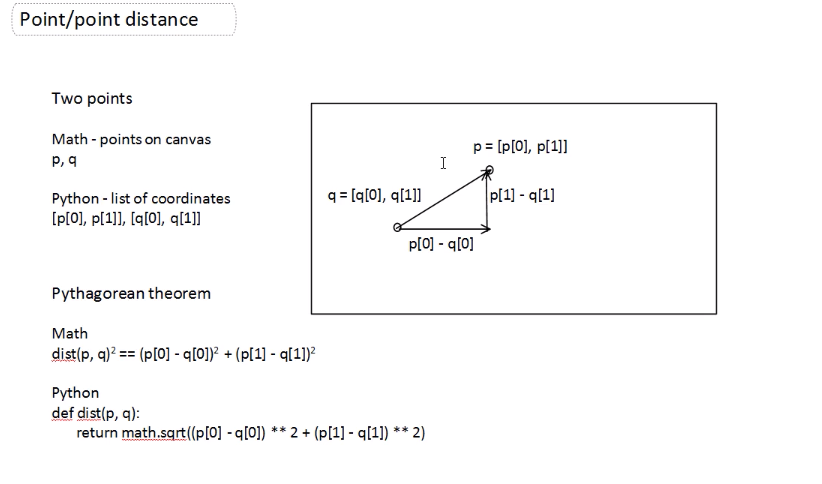 Point/point distance
Two points
Math - points on canvas
p, q
Python - list of coordinates
[p[0], p[1]], [q[0], q[1]]
p = [p[0], p[1]]
q = [q[0], q[1]]
p[1] - q[1]
p[0] - q[0]
Pythagorean theorem
Math
dist(p, q)² == (p[0] - q[0])² + (p[1] - q[1])²
Python
def dist(p, q):
return math.sqrt((p[0] - q[0]) ** 2 + (p[1] - q[1]) ** 2)